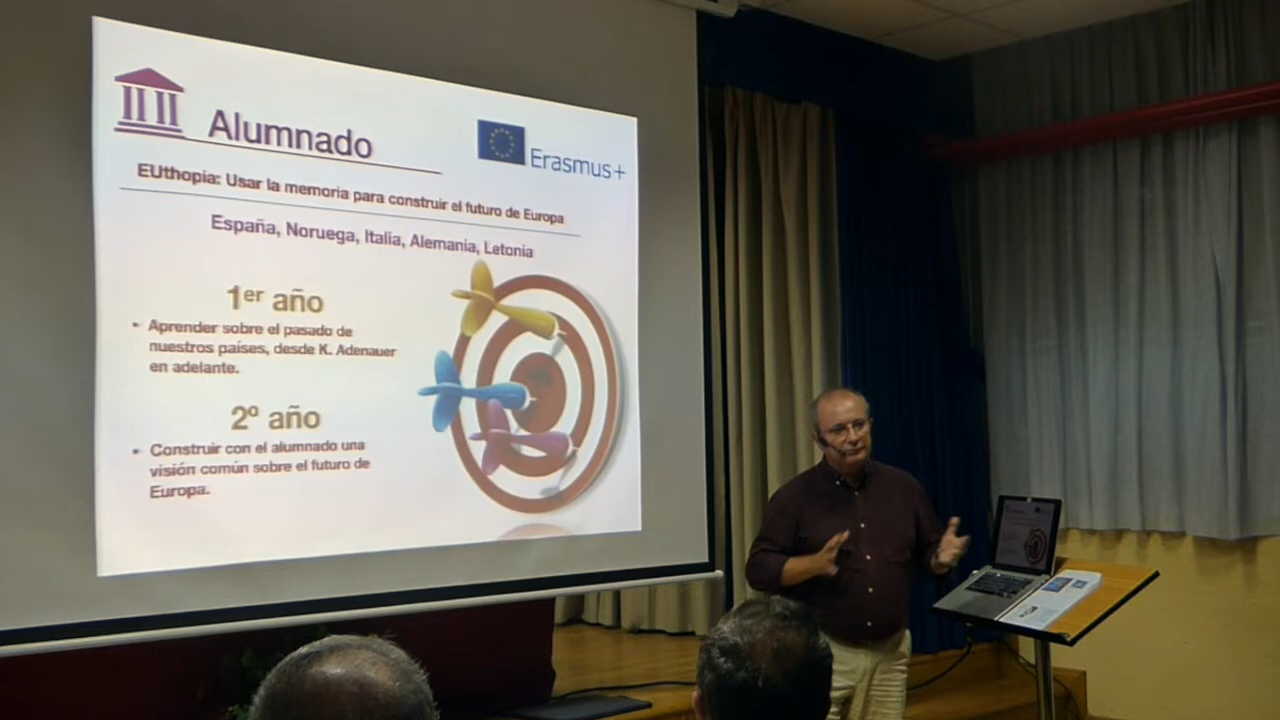 Alumnado
Erasmus+
EUthopia: Usar la memoria para construir el futuro de Europa
España, Noruega, Italia, Alemania, Letonia
1er año
• Aprender sobre el pasado de
nuestros países, desde K. Adenauer
en adelante.
2º año
• Construir con el alumnado una
visión común sobre el futuro de
Europa.